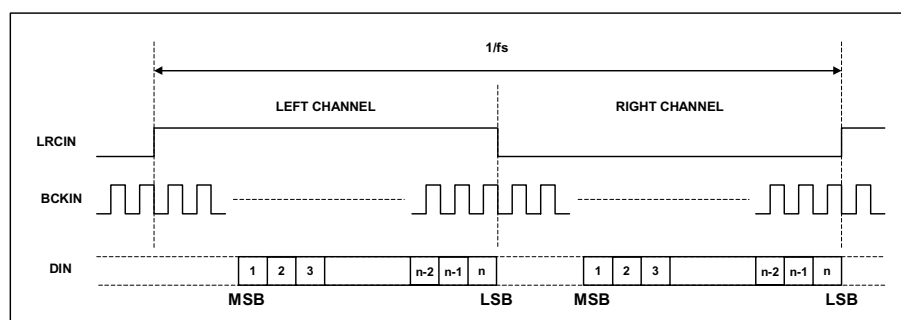 1/fs
LEFT CHANNEL RIGHT CHANNEL
LRCIN
BCKIN
DIN 1 2 3 n-2 n-1 n 1 2 3 n-2 n-1 n
MSB LSB MSB LSB